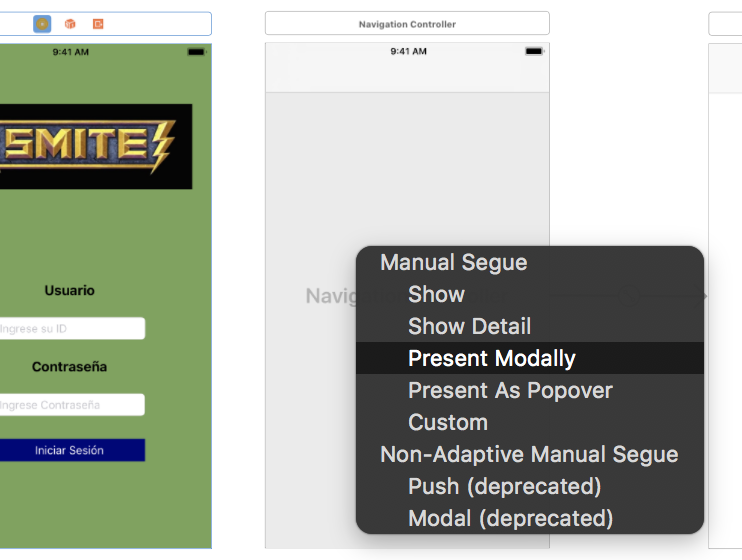 Navigation Controller
9:41 AM
9:41 AM
SMITE
Usuario
Ingrese su ID
Contraseña
Ingrese Contraseña
Iniciar Sesión
Manual Segue
Show
Show Detail
Present Modally
Present As Popover
Custom
Non-Adaptive Manual Segue
Push (deprecated)
Modal (deprecated)